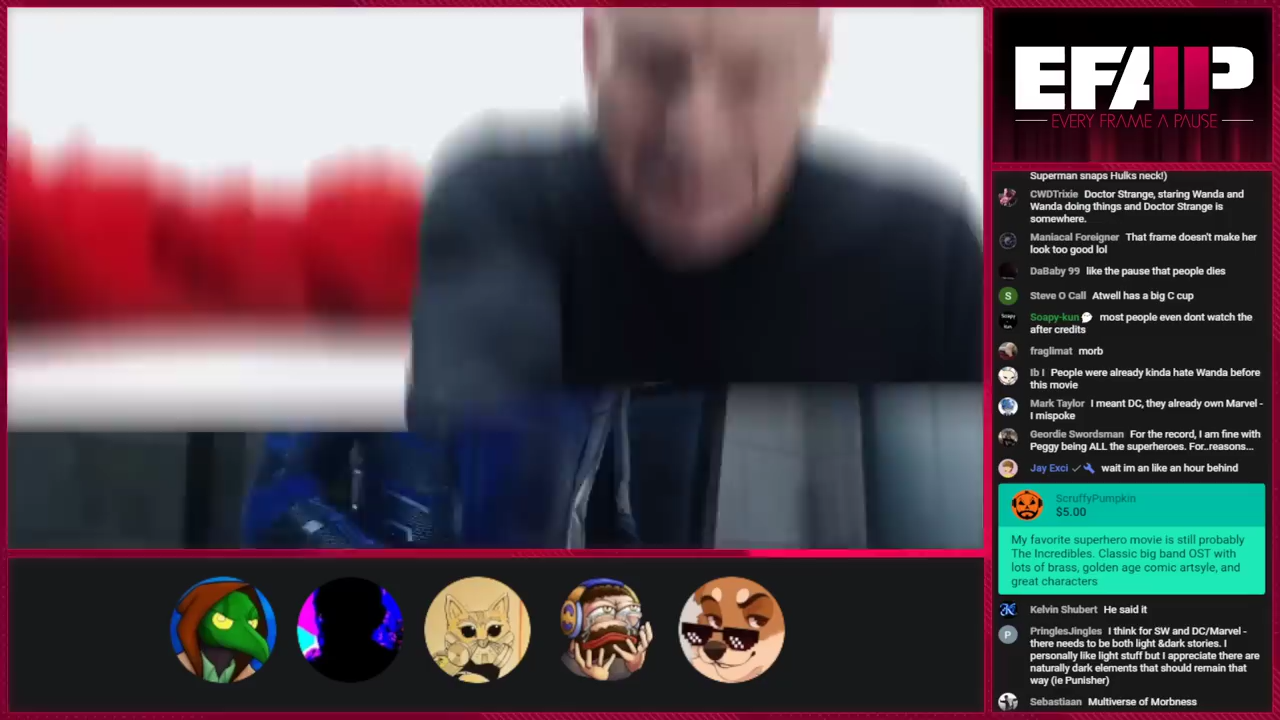 EFAP
EVERY FRAME A PAUSE
Superman snaps Hulks neck!)
CWDTrixie Doctor Strange, staring Wanda and
Wanda doing things and Doctor Strange is
somewhere.
Maniacal Foreigner That frame doesn't make her
look too good lol
DaBaby 99 like the pause that people dies
S Steve O Call Atwell has a big C cup
Soapy-kun most people even dont watch the
after credits
fraglimat morb
Ib I People were already kinda hate Wanda before
this movie
Mark Taylor I meant DC, they already own Marvel -
I mispoke
Geordie Swordsman For the record, I am fine with
Peggy being ALL the superheroes. For..reasons...
Jay Exci wait im an like an hour behind
ScruffyPumpkin
$5.00
My favorite superhero movie is still probably
The Incredibles. Classic big band OST with
lots of brass, golden age comic artsyle, and
great characters
Kelvin Shubert He said it
P PringlesJingles I think for SW and DC/Marvel -
there needs to be both light &dark stories. I
personally like light stuff but I appreciate there are
naturally dark elements that should remain that
way (ie Punisher)
Sebastiaan Multiverse of Morbness